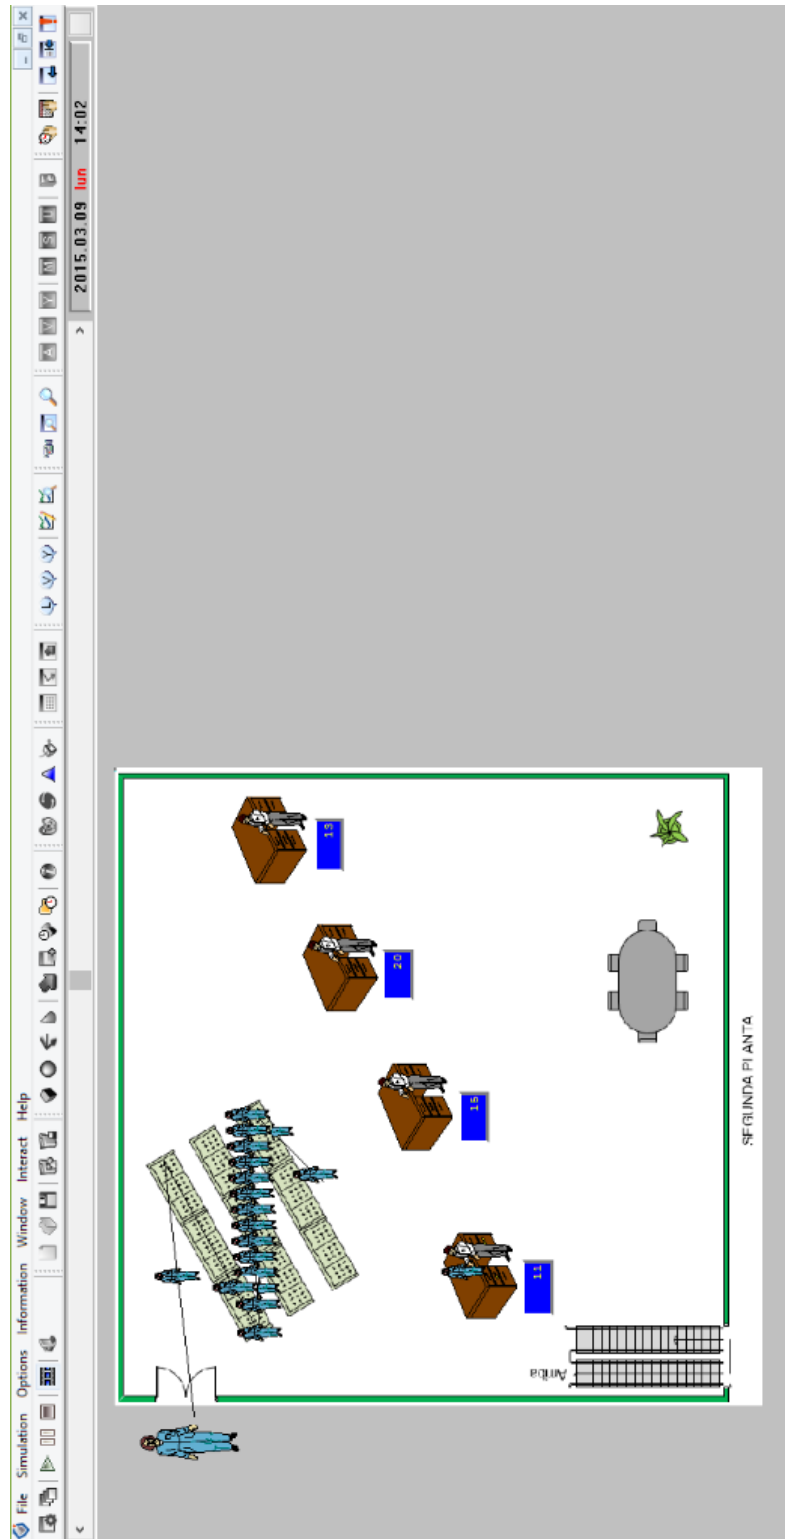 File Simulation Options Information Window Interact Help
2015.03.09 lun 14:02
13
20
15
11
Arriba
SEGUNDA PLANTA